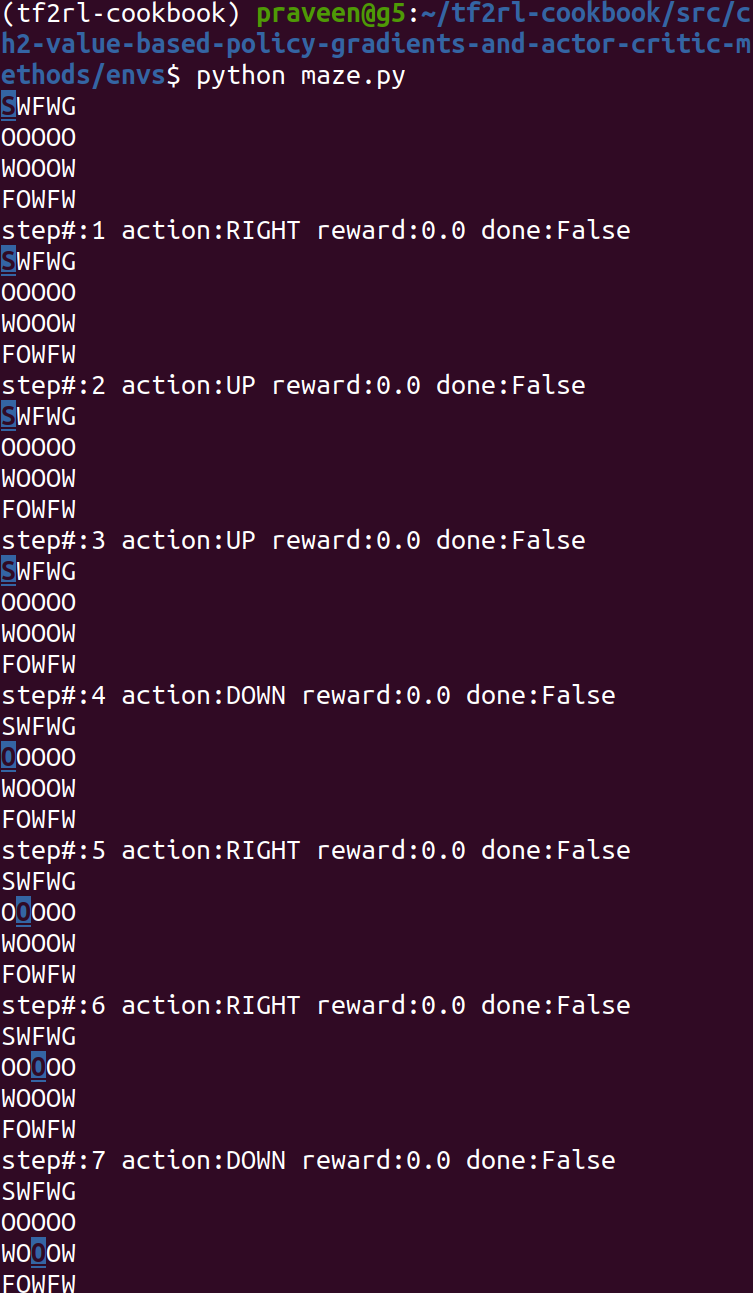 (tf2rl-cookbook) praveen@g5:~/tf2rl-cookbook/src/c
h2-value-based-policy-gradients-and-actor-critic-m
ethods/envs$ python maze.py
SWFWG
OOOOO
WOOOW
FOWFW
step#:1 action:RIGHT reward:0.0 done:False
SWFWG
OOOOO
WOOOW
FOWFW
step#:2 action:UP reward:0.0 done:False
SWFWG
OOOOO
WOOOW
FOWFW
step#:3 action:UP reward:0.0 done:False
SWFWG
OOOOO
WOOOW
FOWFW
step#:4 action:DOWN reward:0.0 done:False
SWFWG
OOOOO
WOOOW
FOWFW
step#:5 action:RIGHT reward:0.0 done:False
SWFWG
OOOOO
WOOOW
FOWFW
step#:6 action:RIGHT reward:0.0 done:False
SWFWG
OOOOO
WOOOW
FOWFW
step#:7 action:DOWN reward:0.0 done:False
SWFWG
OOOOO
WOOOW
FOWFW